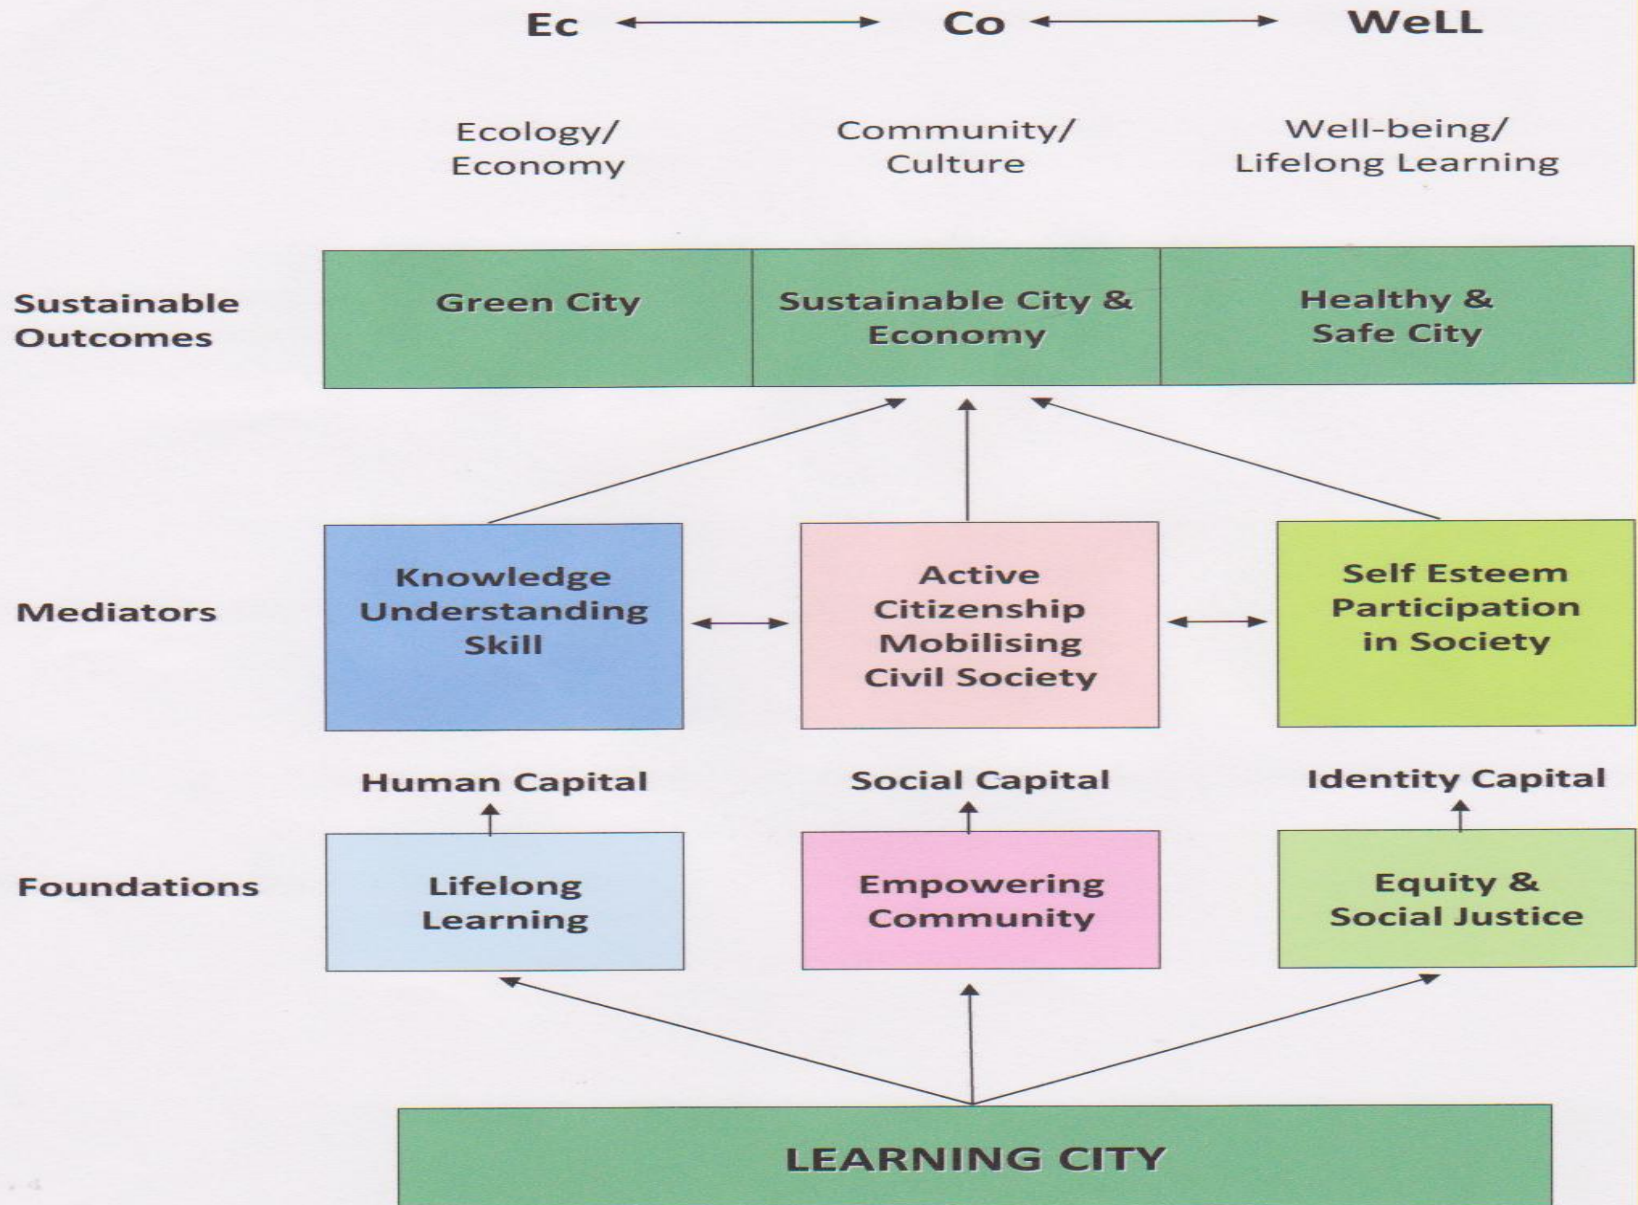 Ec Co WeLL
Ecology/
Economy
Community/
Culture
Well-being/
Lifelong Learning
Sustainable
Outcomes
Green City
Sustainable City &
Economy
Healthy &
Safe City
Mediators
Knowledge
Understanding
Skill
Active
Citizenship
Mobilising
Civil Society
Self Esteem
Participation
in Society
Human Capital
Social Capital
Identity Capital
Foundations
Lifelong
Learning
Empowering
Community
Equity &
Social Justice
LEARNING CITY